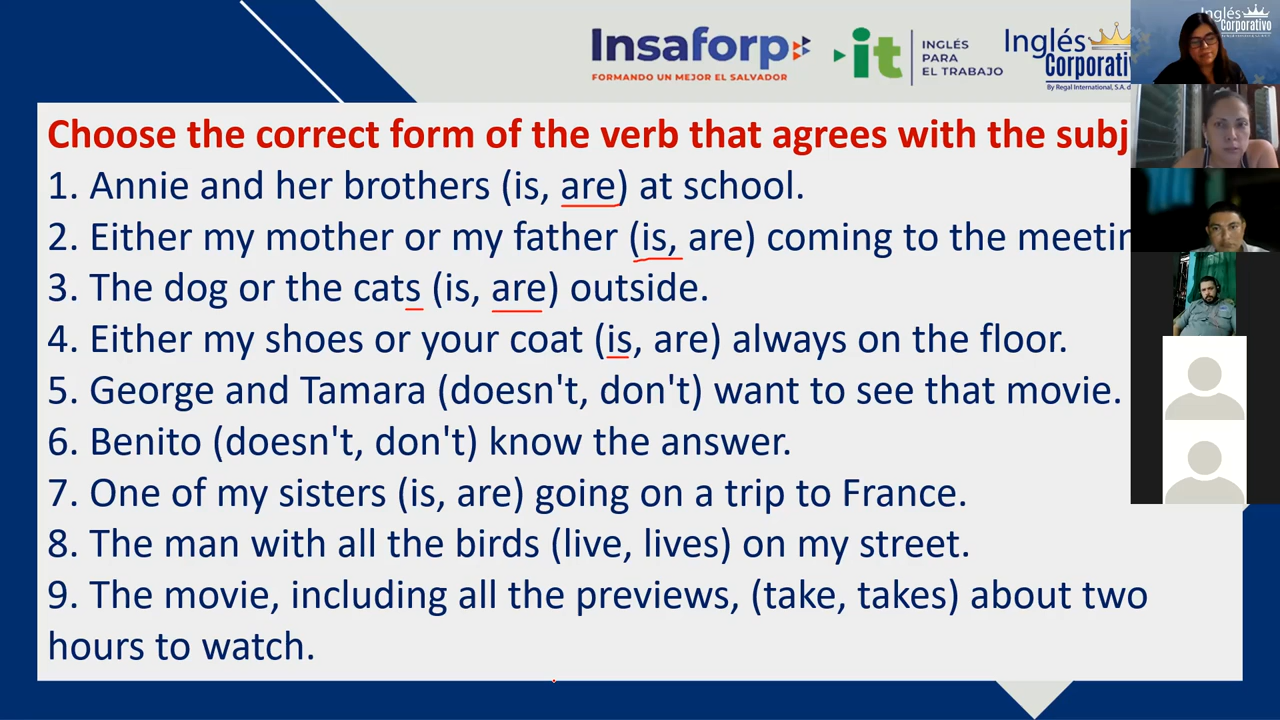 Insaforp
FORMANDO UN MEJOR EL SALVADOR
it
INGLÉS
PARA
EL TRABAJO
Inglés
Corporativ
By Regal International, S.A. d
Inglés
Corporativo
Choose the correct form of the verb that agrees with the subj
1. Annie and her brothers (is, are) at school.
2. Either my mother or my father (is, are) coming to the meetin
3. The dog or the cats (is, are) outside.
4. Either my shoes or your coat (is, are) always on the floor.
5. George and Tamara (doesn't, don't) want to see that movie.
6. Benito (doesn't, don't) know the answer.
7. One of my sisters (is, are) going on a trip to France.
8. The man with all the birds (live, lives) on my street.
9. The movie, including all the previews, (take, takes) about two
hours to watch.